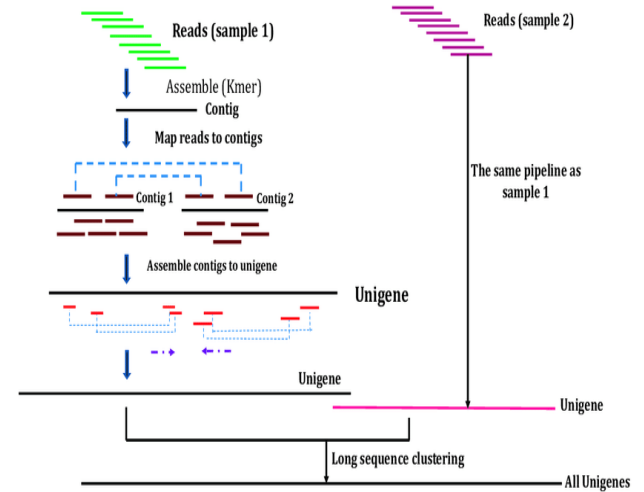 Reads (sample 1)
Reads (sample 2)
Assemble (Kmer)
Contig
Map reads to contigs
The same pipeline as
sample 1
Contig 1
Contig 2
Assemble contigs to unigene
Unigene
Unigene
Unigene
Long sequence clustering
All Unigenes